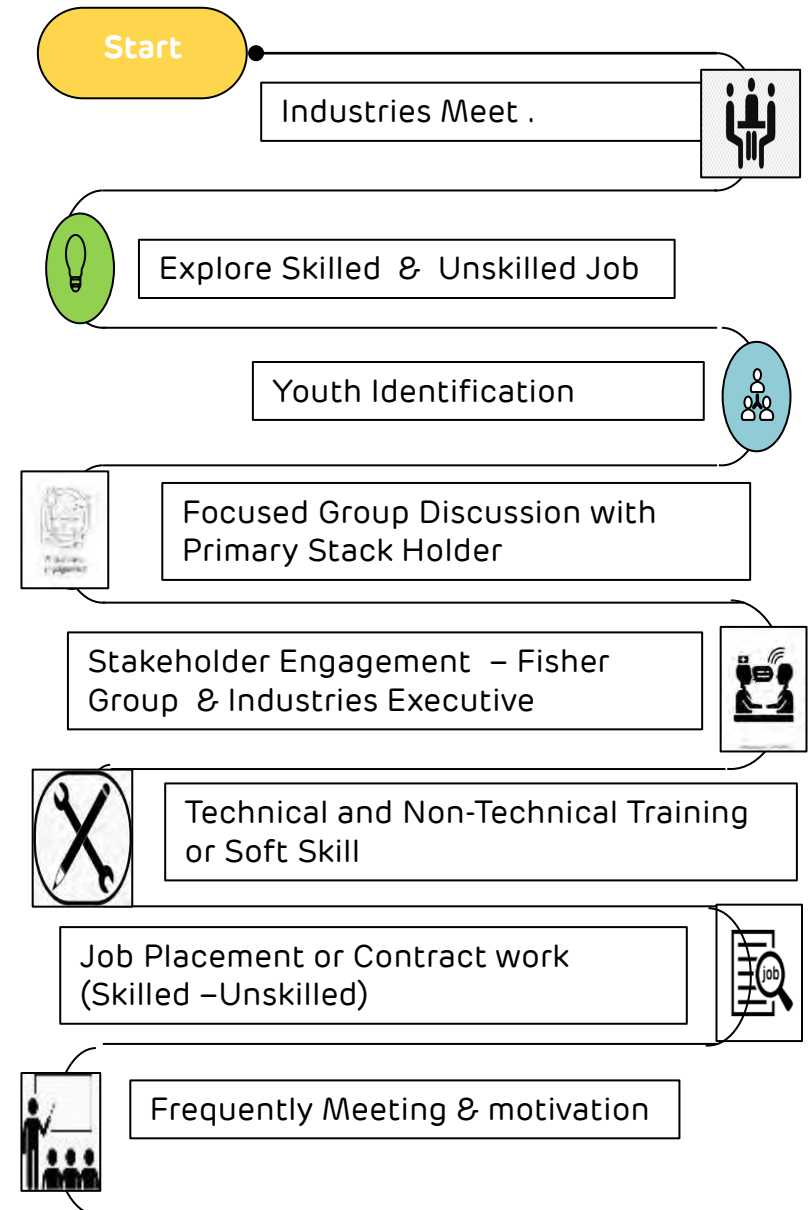 Start
Industries Meet .
Explore Skilled & Unskilled Job
Youth Identification
Focused Group Discussion with
Primary Stack Holder
Stakeholder Engagement – Fisher
Group & Industries Executive
Technical and Non-Technical Training
or Soft Skill
Job Placement or Contract work
(Skilled –Unskilled)
job
Frequently Meeting & motivation